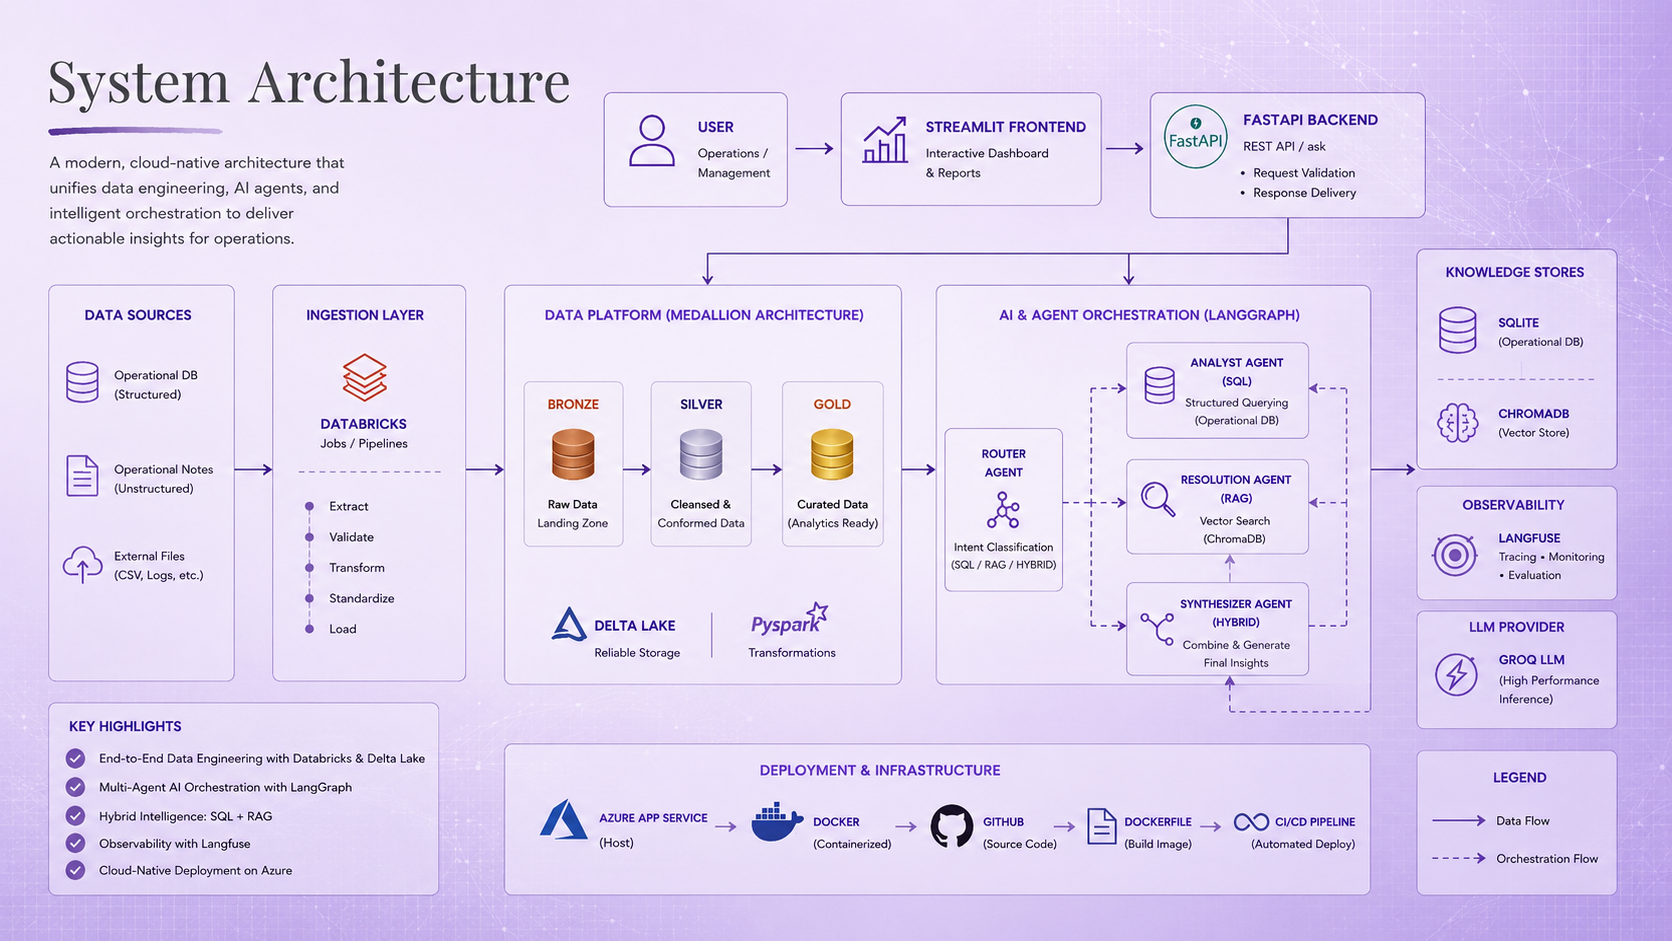 System Architecture
A modern, cloud-native architecture that
unifies data engineering, AI agents, and
intelligent orchestration to deliver
actionable insights for operations.
USER
Operations /
Management
STREAMLIT FRONTEND
Interactive Dashboard
& Reports
FastAPI
FASTAPI BACKEND
REST API / ask
• Request Validation
• Response Delivery
DATA SOURCES
Operational DB
(Structured)
Operational Notes
(Unstructured)
External Files
(CSV, Logs, etc.)
INGESTION LAYER
DATABRICKS
Jobs / Pipelines
Extract
Validate
Transform
Standardize
Load
DATA PLATFORM (MEDALLION ARCHITECTURE)
BRONZE
Raw Data
Landing Zone
SILVER
Cleansed &
Conformed Data
GOLD
Curated Data
(Analytics Ready)
DELTA LAKE
Reliable Storage
Pyspark
Transformations
AI & AGENT ORCHESTRATION (LANGGRAPH)
ROUTER
AGENT
Intent Classification
(SQL / RAG / HYBRID)
ANALYST AGENT
(SQL)
Structured Querying
(Operational DB)
RESOLUTION AGENT
(RAG)
Vector Search
(ChromaDB)
SYNTHESIZER AGENT
(HYBRID)
Combine & Generate
Final Insights
KNOWLEDGE STORES
SQLITE
(Operational DB)
CHROMADB
(Vector Store)
OBSERVABILITY
LANGFUSE
Tracing • Monitoring
• Evaluation
LLM PROVIDER
GROQ LLM
(High Performance
Inference)
KEY HIGHLIGHTS
End-to-End Data Engineering with Databricks & Delta Lake
Multi-Agent AI Orchestration with LangGraph
Hybrid Intelligence: SQL + RAG
Observability with Langfuse
Cloud-Native Deployment on Azure
DEPLOYMENT & INFRASTRUCTURE
AZURE APP SERVICE
(Host)
DOCKER
(Containerized)
GITHUB
(Source Code)
DOCKERFILE
(Build Image)
CI/CD PIPELINE
(Automated Deploy)
LEGEND
Data Flow
Orchestration Flow